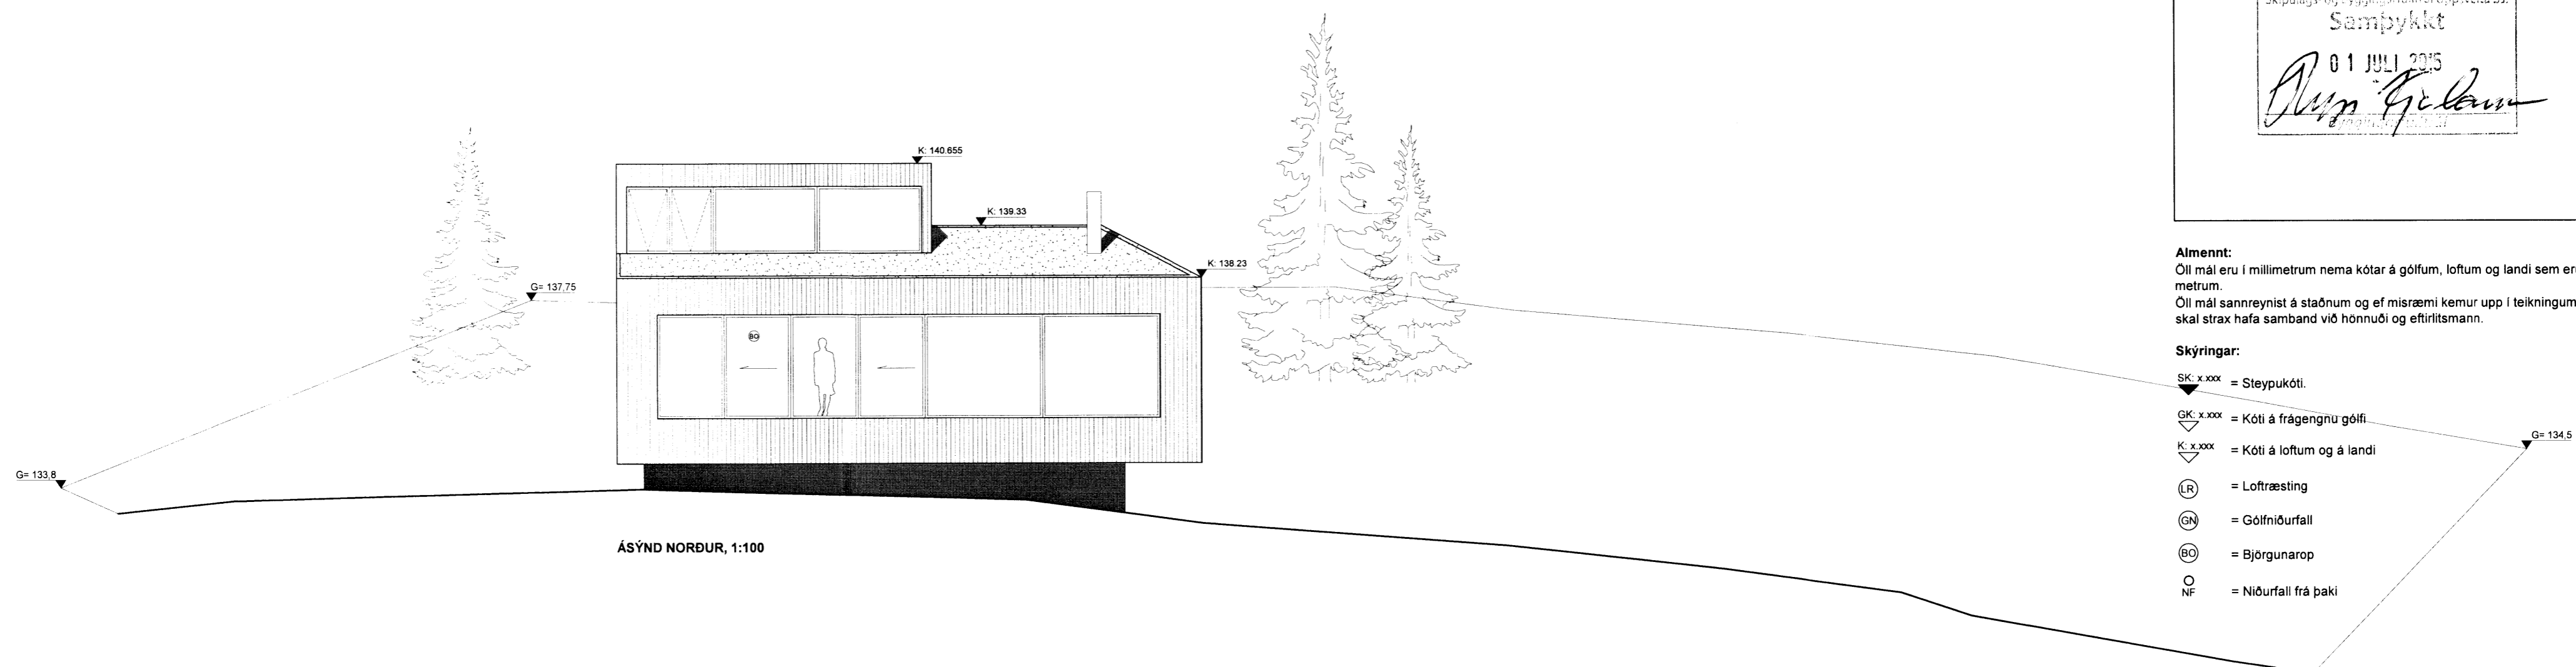 Samþykkt
01 JULI 2015
K: 140.655
K: 139.33
K: 138.23
G= 137,75
BO
G= 133,8
G= 134,5
ÁSÝND NORÐUR, 1:100
Almennt:
Öll mál eru í millimetrum nema kótar á gólfum, loftum og landi sem er
metrum.
Öll mál sannreynist á staðnum og ef misræmi kemur upp í teikningum
skal strax hafa samband við hönnuði og eftirlitsmann.
Skýringar:
SK: x.xxx = Steypukóti.
GK: x.xxx = Kóti á frágengnu gólfi
K: x.xxx = Kóti á loftum og á landi
LR = Loftræsting
GN = Gólfniðurfall
BO = Björgunarop
NF = Niðurfall frá þaki